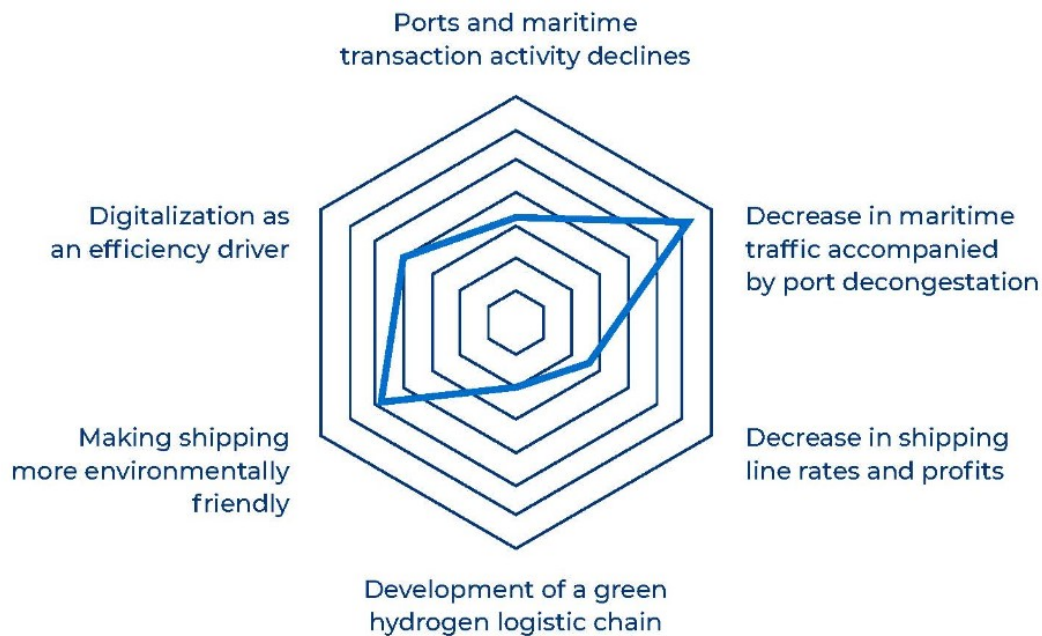 Ports and maritime
transaction activity declines
Digitalization as
an efficiency driver
Decrease in maritime
traffic accompanied
by port decongestation
Making shipping
more environmentally
friendly
Decrease in shipping
line rates and profits
Development of a green
hydrogen logistic chain